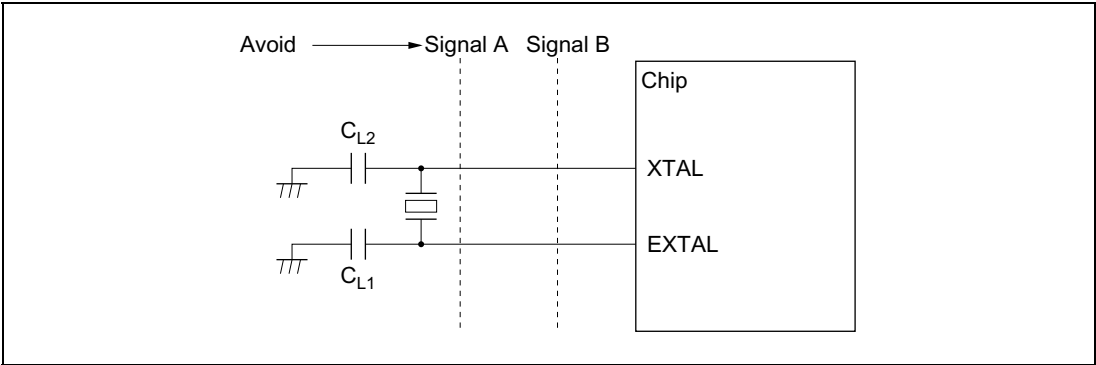 Avoid Signal A Signal B
Chip
CL2
XTAL
EXTAL
CL1